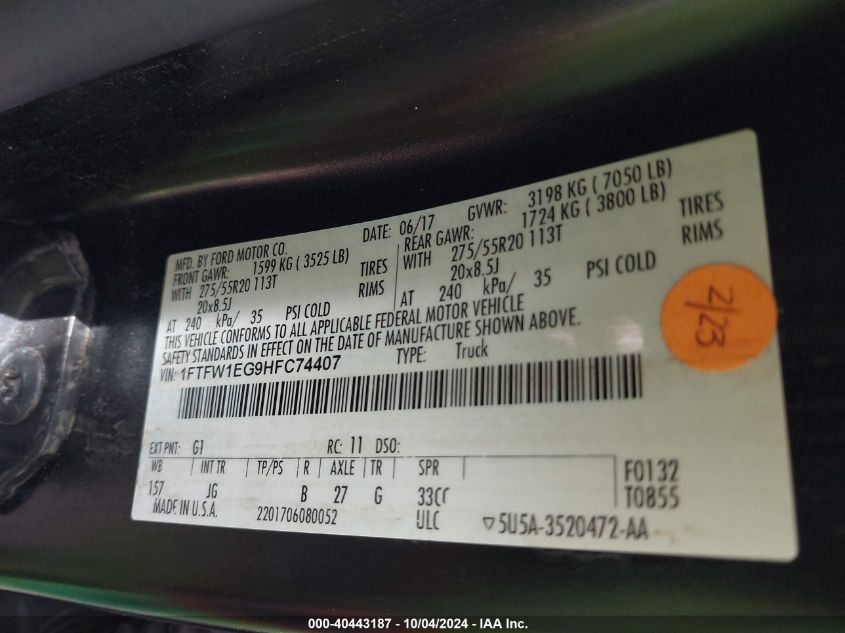 MFD. BY FORD MOTOR CO.
DATE: 06/17
GVWR: 3198 KG ( 7050 LB)
FRONT GAWR: 1599 KG ( 3525 LB)
REAR GAWR: 1724 KG ( 3800 LB)
WITH 275/55R20 113T TIRES
WITH 275/55R20 113T TIRES
20x8.5J RIMS
20x8.5J RIMS
AT 240 kPa/ 35 PSI COLD
AT 240 kPa/ 35 PSI COLD
THIS VEHICLE CONFORMS TO ALL APPLICABLE FEDERAL MOTOR VEHICLE
SAFETY STANDARDS IN EFFECT ON THE DATE OF MANUFACTURE SHOWN ABOVE.
VIN: 1FTFW1EG9HFC74407
TYPE: Truck
2/23
EXT PNT: G1 RC: 11 DSO:
WB INT TR TP/PS R AXLE TR SPR F0132
157 JG B 27 G 33CC T0855
MADE IN U.S.A. 2201706080052 ULC ▽5U5A-3520472-AA
000-40443187 - 10/04/2024 - IAA Inc.